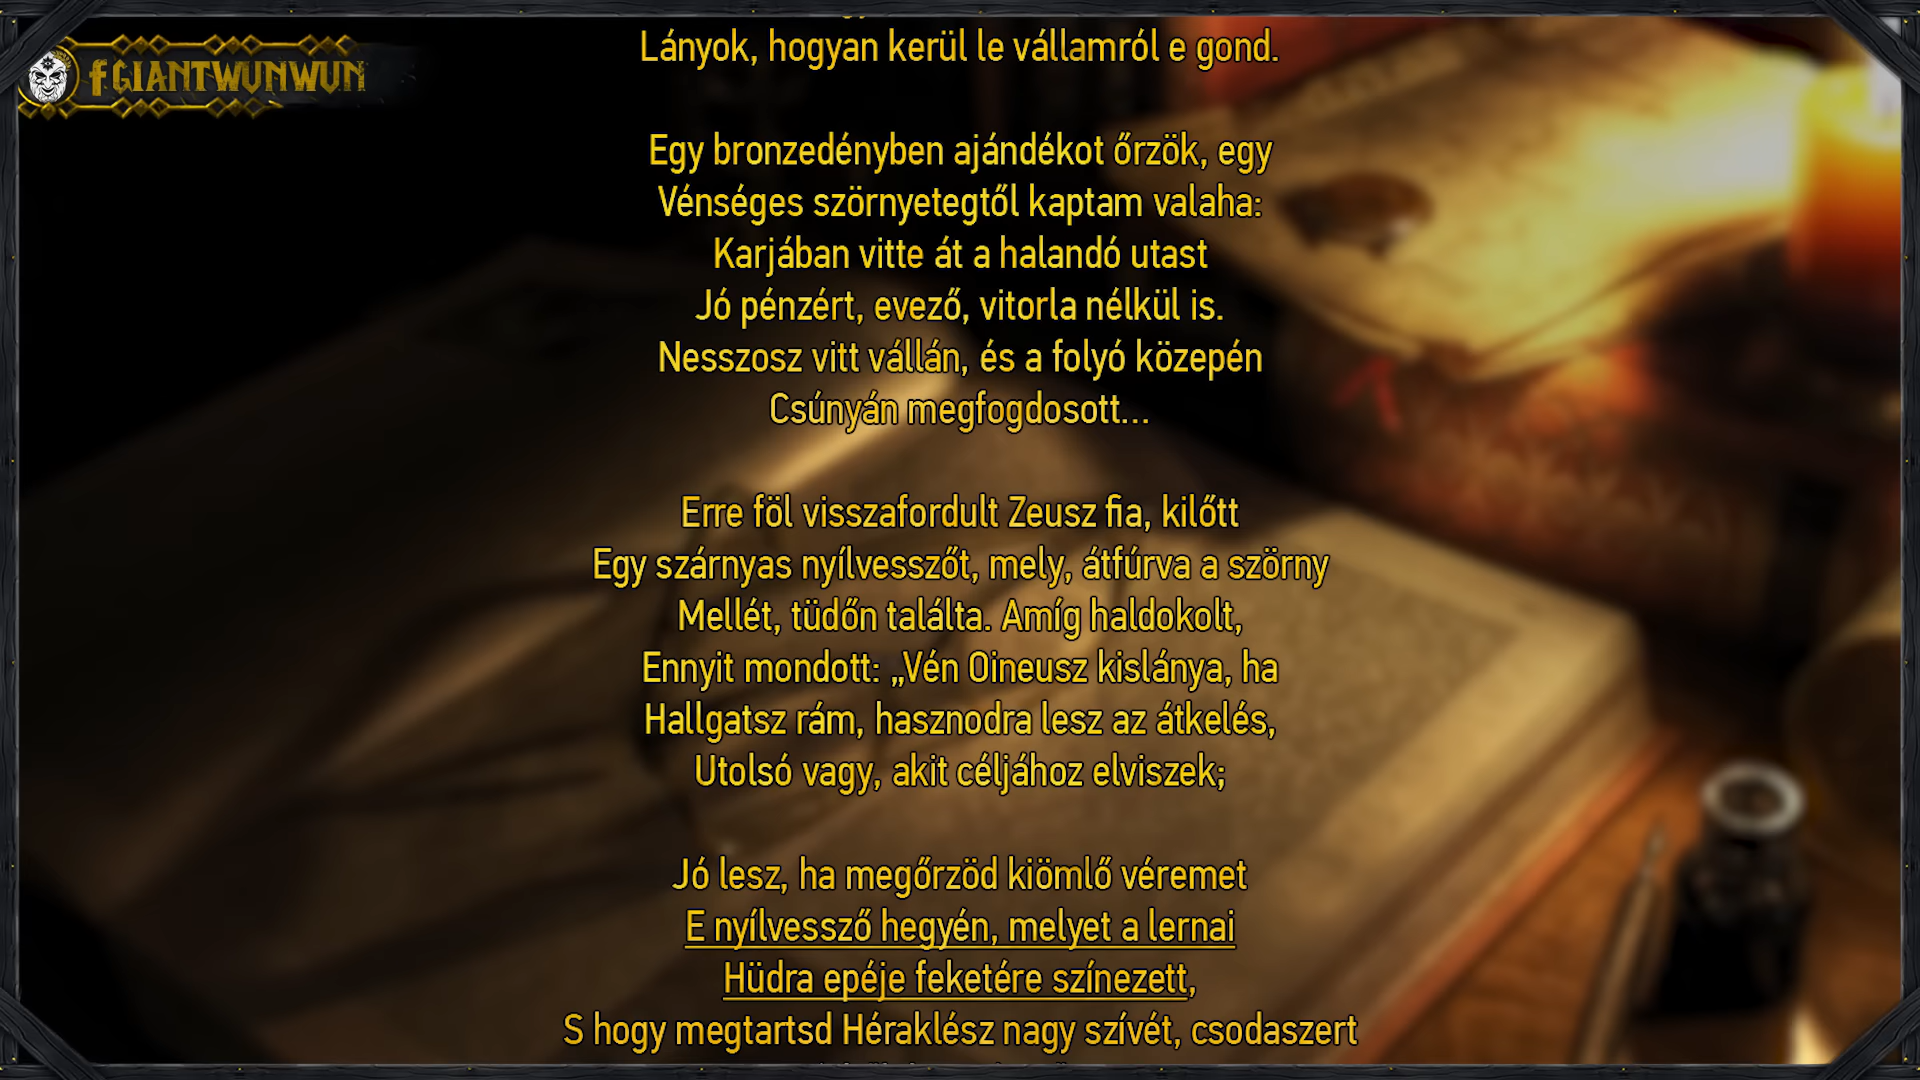 fGIANTWUNWUN
Lányok, hogyan kerül le vállamról e gond.
Egy bronzedényben ajándékot őrzök, egy
Vénséges szörnyetegtől kaptam valaha:
Karjában vitte át a halandó utast
Jó pénzért, evező, vitorla nélkül is.
Nesszosz vitt vállán, és a folyó közepén
Csúnyán megfogdosott...
Erre föl visszafordult Zeusz fia, kilőtt
Egy szárnyas nyílvesszőt, mely, átfúrva a szörny
Mellét, tüdőn találta. Amíg haldokolt,
Ennyit mondott: „Vén Oineusz kislánya, ha
Hallgatsz rám, hasznodra lesz az átkelés,
Utolsó vagy, akit céljához elviszek;
Jó lesz, ha megőrzöd kiömlő véremet
E nyílvessző hegyén, melyet a lernai
Hüdra epéje feketére színezett,
S hogy megtartsd Héraklész nagy szívét, csodaszert